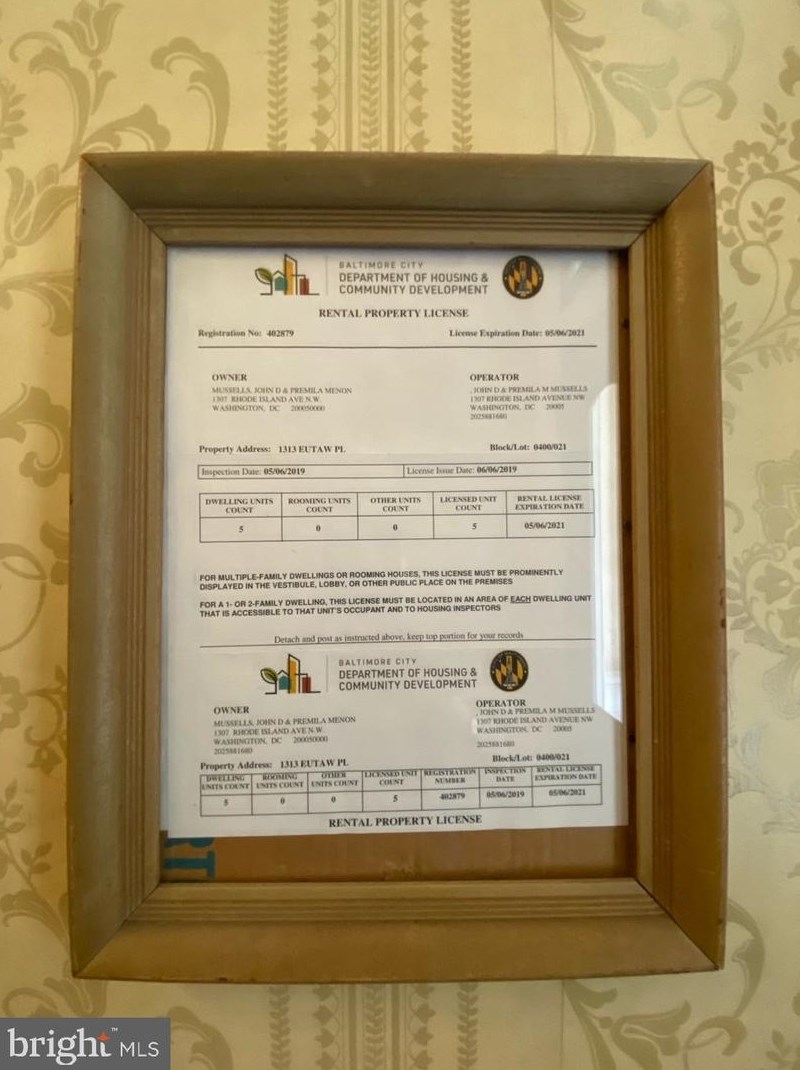 BALTIMORE CITY
DEPARTMENT OF HOUSING &
COMMUNITY DEVELOPMENT
RENTAL PROPERTY LICENSE
Registration No: 402879 License Expiration Date: 05/06/2021
OWNER OPERATOR
MUSSELLS, JOHN D & PREMILA MENON , JOHN D & PREMILA M MUSSELLS
1307 RHODE ISLAND AVE N.W. 1307 RHODE ISLAND AVENUE NW
WASHINGTON, DC 200050000 WASHINGTON, DC 20005
2025881680
Property Address: 1313 EUTAW PL Block/Lot: 0400/021
Inspection Date: 05/06/2019 License Issue Date: 06/06/2019
DWELLING UNITS COUNT ROOMING UNITS COUNT OTHER UNITS COUNT LICENSED UNIT COUNT RENTAL LICENSE EXPIRATION DATE
5 0 0 5 05/06/2021
FOR MULTIPLE-FAMILY DWELLINGS OR ROOMING HOUSES, THIS LICENSE MUST BE PROMINENTLY
DISPLAYED IN THE VESTIBULE, LOBBY, OR OTHER PUBLIC PLACE ON THE PREMISES
FOR A 1- OR 2-FAMILY DWELLING, THIS LICENSE MUST BE LOCATED IN AN AREA OF EACH DWELLING UNIT
THAT IS ACCESSIBLE TO THAT UNIT'S OCCUPANT AND TO HOUSING INSPECTORS
Detach and post as instructed above, keep top portion for your records
BALTIMORE CITY
DEPARTMENT OF HOUSING &
COMMUNITY DEVELOPMENT
OWNER OPERATOR
MUSSELLS, JOHN D & PREMILA MENON , JOHN D & PREMILA M MUSSELLS
1307 RHODE ISLAND AVE N.W. 1307 RHODE ISLAND AVENUE NW
WASHINGTON, DC 200050000 WASHINGTON, DC 20005
2025881680 2025881680
Property Address: 1313 EUTAW PL Block/Lot: 0400/021
DWELLING UNITS COUNT ROOMING UNITS COUNT OTHER UNITS COUNT LICENSED UNIT COUNT REGISTRATION NUMBER INSPECTION DATE RENTAL LICENSE EXPIRATION DATE
5 0 0 5 402879 05/06/2019 05/06/2021
RENTAL PROPERTY LICENSE
RT
bright™ MLS